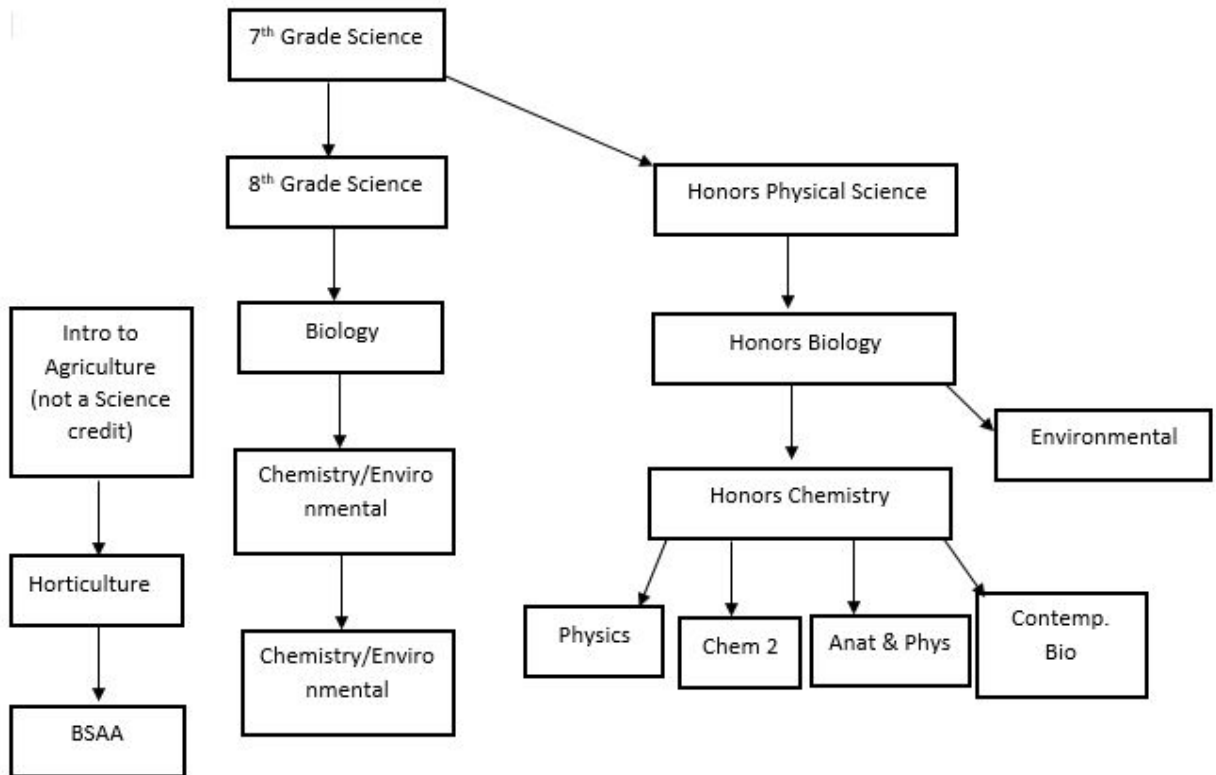 7th Grade Science
8th Grade Science
Honors Physical Science
Intro to
Agriculture
(not a Science
credit)
Biology
Honors Biology
Environmental
Chemistry/Enviro
nmental
Honors Chemistry
Horticulture
Chemistry/Enviro
nmental
Physics
Chem 2
Anat & Phys
Contemp.
Bio
BSAA